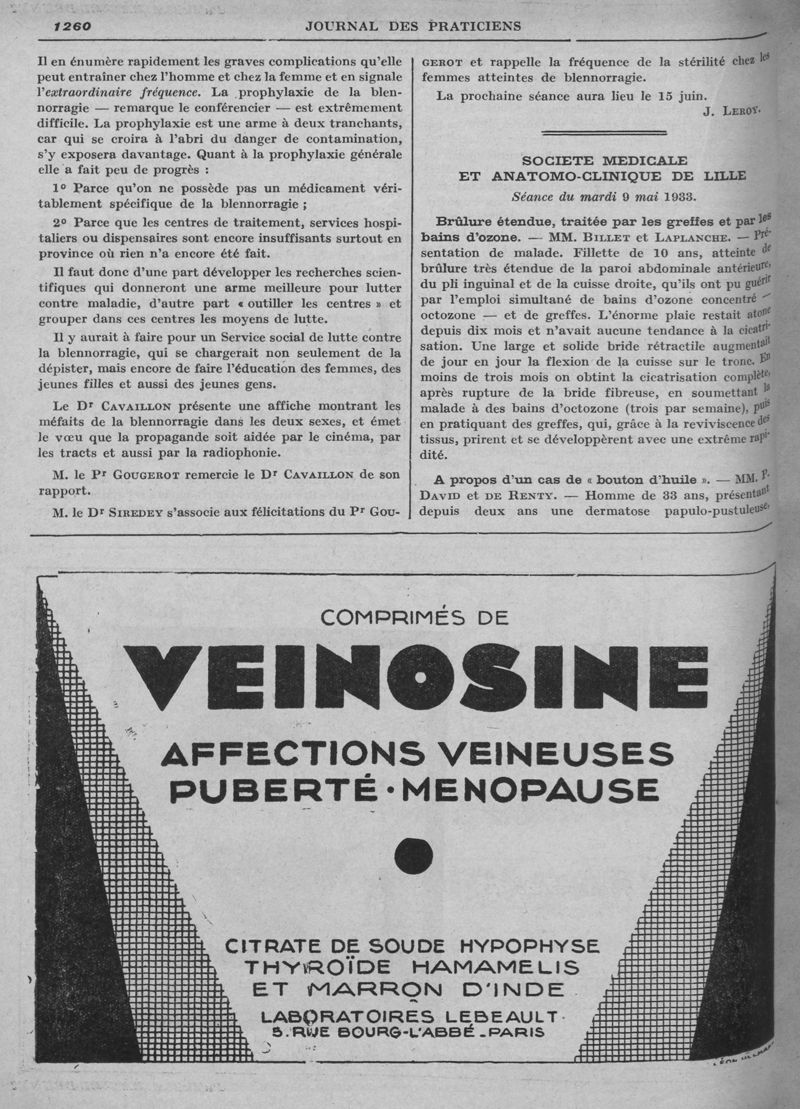 1260
JOURNAL DES PRATICIENS
Il en énumère rapidement les graves complications qu'elle
peut entraîner chez l'homme et chez la femme et en signale
l'extraordinaire fréquence. La prophylaxie de la blen-
norragie — remarque le conférencier — est extrêmement
difficile. La prophylaxie est une arme à deux tranchants,
car qui se croira à l'abri du danger de contamination,
s'y exposera davantage. Quant à la prophylaxie générale
elle a fait peu de progrès :
1º Parce qu'on ne possède pas un médicament véri-
tablement spécifique de la blennorragie ;
2º Parce que les centres de traitement, services hospi-
taliers ou dispensaires sont encore insuffisants surtout en
province où rien n'a encore été fait.
Il faut donc d'une part développer les recherches scien-
tifiques qui donneront une arme meilleure pour lutter
contre maladie, d'autre part « outiller les centres » et
grouper dans ces centres les moyens de lutte.
Il y aurait à faire pour un Service social de lutte contre
la blennorragie, qui se chargerait non seulement de la
dépister, mais encore de faire l'éducation des femmes, des
jeunes filles et aussi des jeunes gens.
Le Dr CAVAILLON présente une affiche montrant les
méfaits de la blennorragie dans les deux sexes, et émet
le vœu que la propagande soit aidée par le cinéma, par
les tracts et aussi par la radiophonie.
M. le Pr GOUGEROT remercie le Dr CAVAILLON de son
rapport.
M. le Dr SIREDEY s'associe aux félicitations du Pr GOU-
GEROT et rappelle la fréquence de la stérilité chez les
femmes atteintes de blennorragie.
La prochaine séance aura lieu le 15 juin.
J. LEROY.
SOCIETE MEDICALE
ET ANATOMO-CLINIQUE DE LILLE
Séance du mardi 9 mai 1933.
Brûlure étendue, traitée par les greffes et par les
bains d'ozone. — MM. BILLET et LAPLANCHE. — Pré-
sentation de malade. Fillette de 10 ans, atteinte de
brûlure très étendue de la paroi abdominale antérieure,
du pli inguinal et de la cuisse droite, qu'ils ont pu guérir
par l'emploi simultané de bains d'ozone concentré —
octozone — et de greffes. L'énorme plaie restait atone
depuis dix mois et n'avait aucune tendance à la cicatri-
sation. Une large et solide bride rétractile augmentait
de jour en jour la flexion de la cuisse sur le tronc. En
moins de trois mois on obtint la cicatrisation complète,
après rupture de la bride fibreuse, en soumettant la
malade à des bains d'octozone (trois par semaine), puis
en pratiquant des greffes, qui, grâce à la reviviscence des
tissus, prirent et se développèrent avec une extrême rapi-
dité.
A propos d'un cas de « bouton d'huile ». — MM. P.
DAVID et DE RENTY. — Homme de 33 ans, présentant
depuis deux ans une dermatose papulo-pustuleuse,
COMPRIMÉS DE
VEINOSINE
AFFECTIONS VEINEUSES
PUBERTÉ · MENOPAUSE
CITRATE DE SOUDE HYPOPHYSE
THYROÏDE HAMAMELIS
ET MARRON D'INDE
LABORATOIRES LEBEAULT
5. RUE BOURG-L'ABBÉ - PARIS